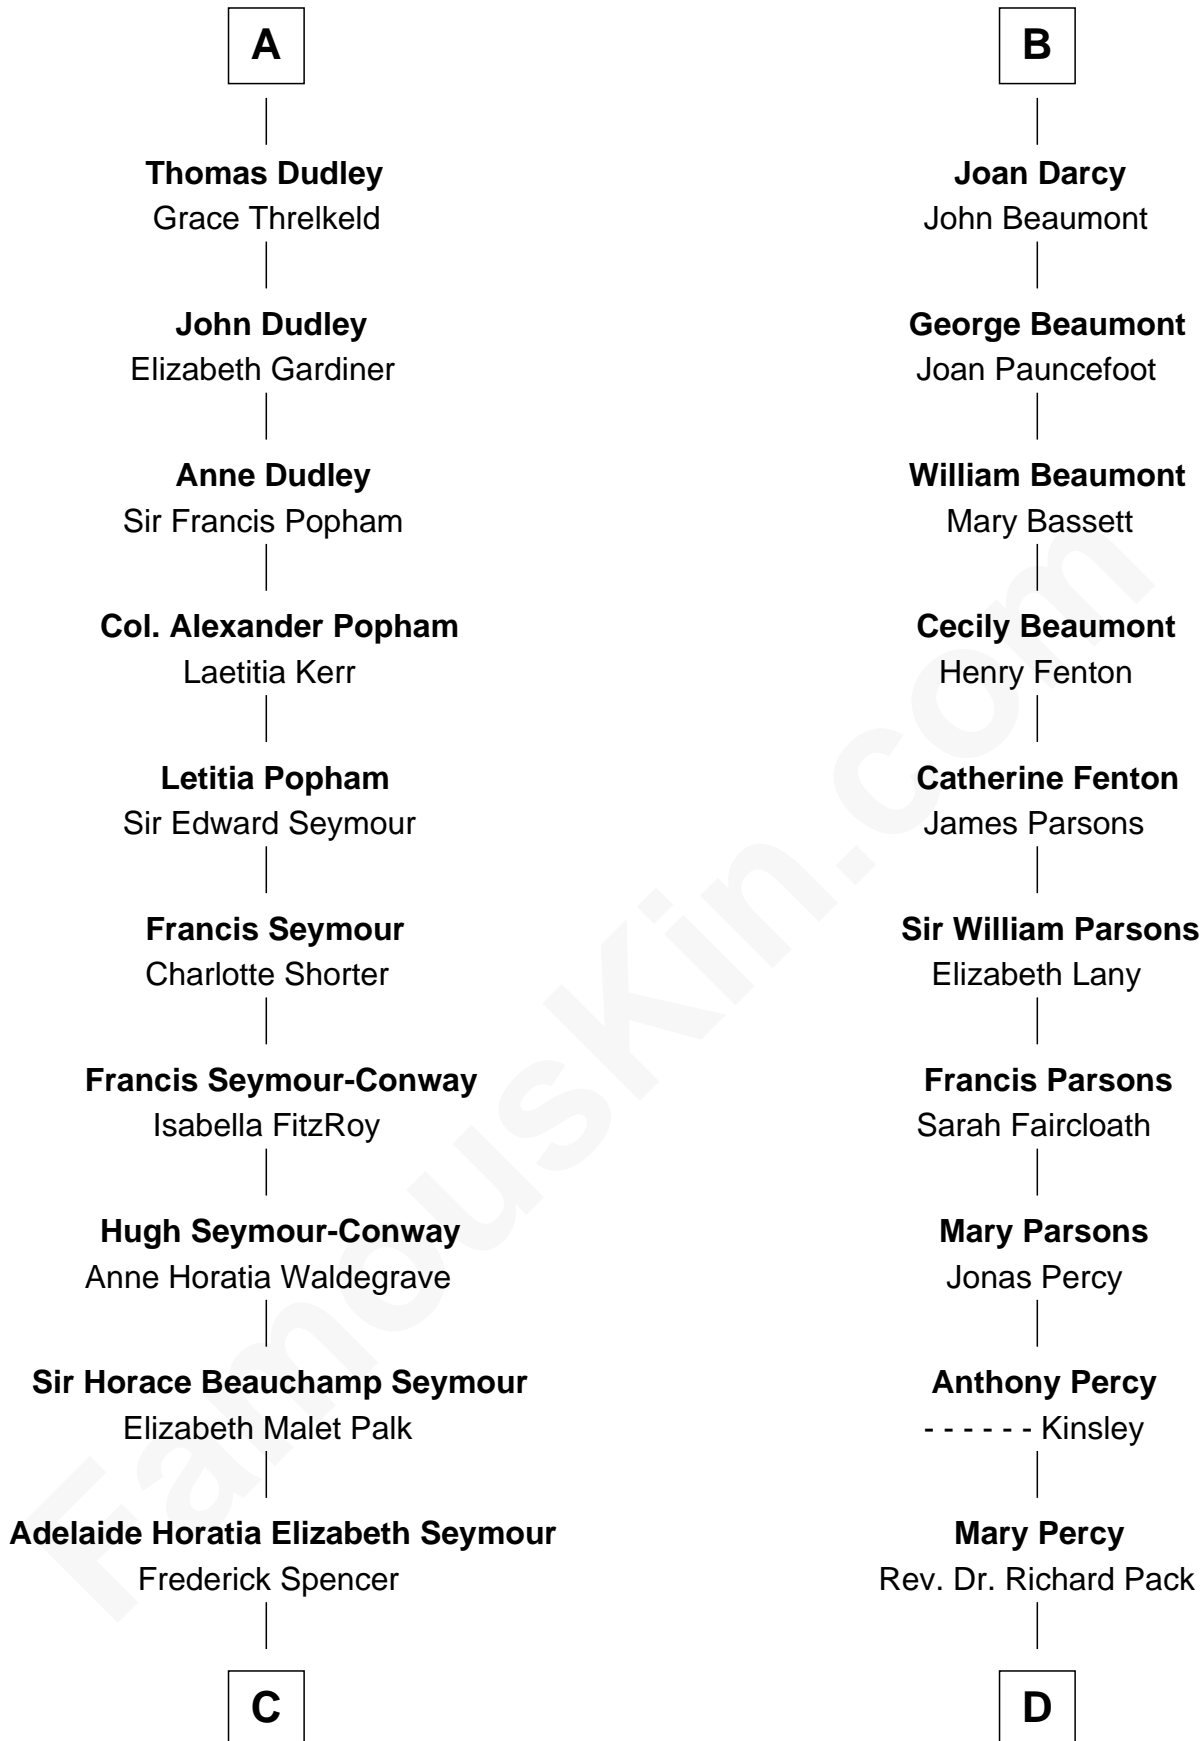 A
Thomas Dudley
Grace Threlkeld
John Dudley
Elizabeth Gardiner
Anne Dudley
Sir Francis Popham
Col. Alexander Popham
Laetitia Kerr
Letitia Popham
Sir Edward Seymour
Francis Seymour
Charlotte Shorter
Francis Seymour-Conway
Isabella FitzRoy
Hugh Seymour-Conway
Anne Horatia Waldegrave
Sir Horace Beauchamp Seymour
Elizabeth Malet Palk
Adelaide Horatia Elizabeth Seymour
Frederick Spencer
C
B
Joan Darcy
John Beaumont
George Beaumont
Joan Pauncefoot
William Beaumont
Mary Bassett
Cecily Beaumont
Henry Fenton
Catherine Fenton
James Parsons
Sir William Parsons
Elizabeth Lany
Francis Parsons
Sarah Faircloath
Mary Parsons
Jonas Percy
Anthony Percy
- - - - - - Kinsley
Mary Percy
Rev. Dr. Richard Pack
D
FamousKin.com